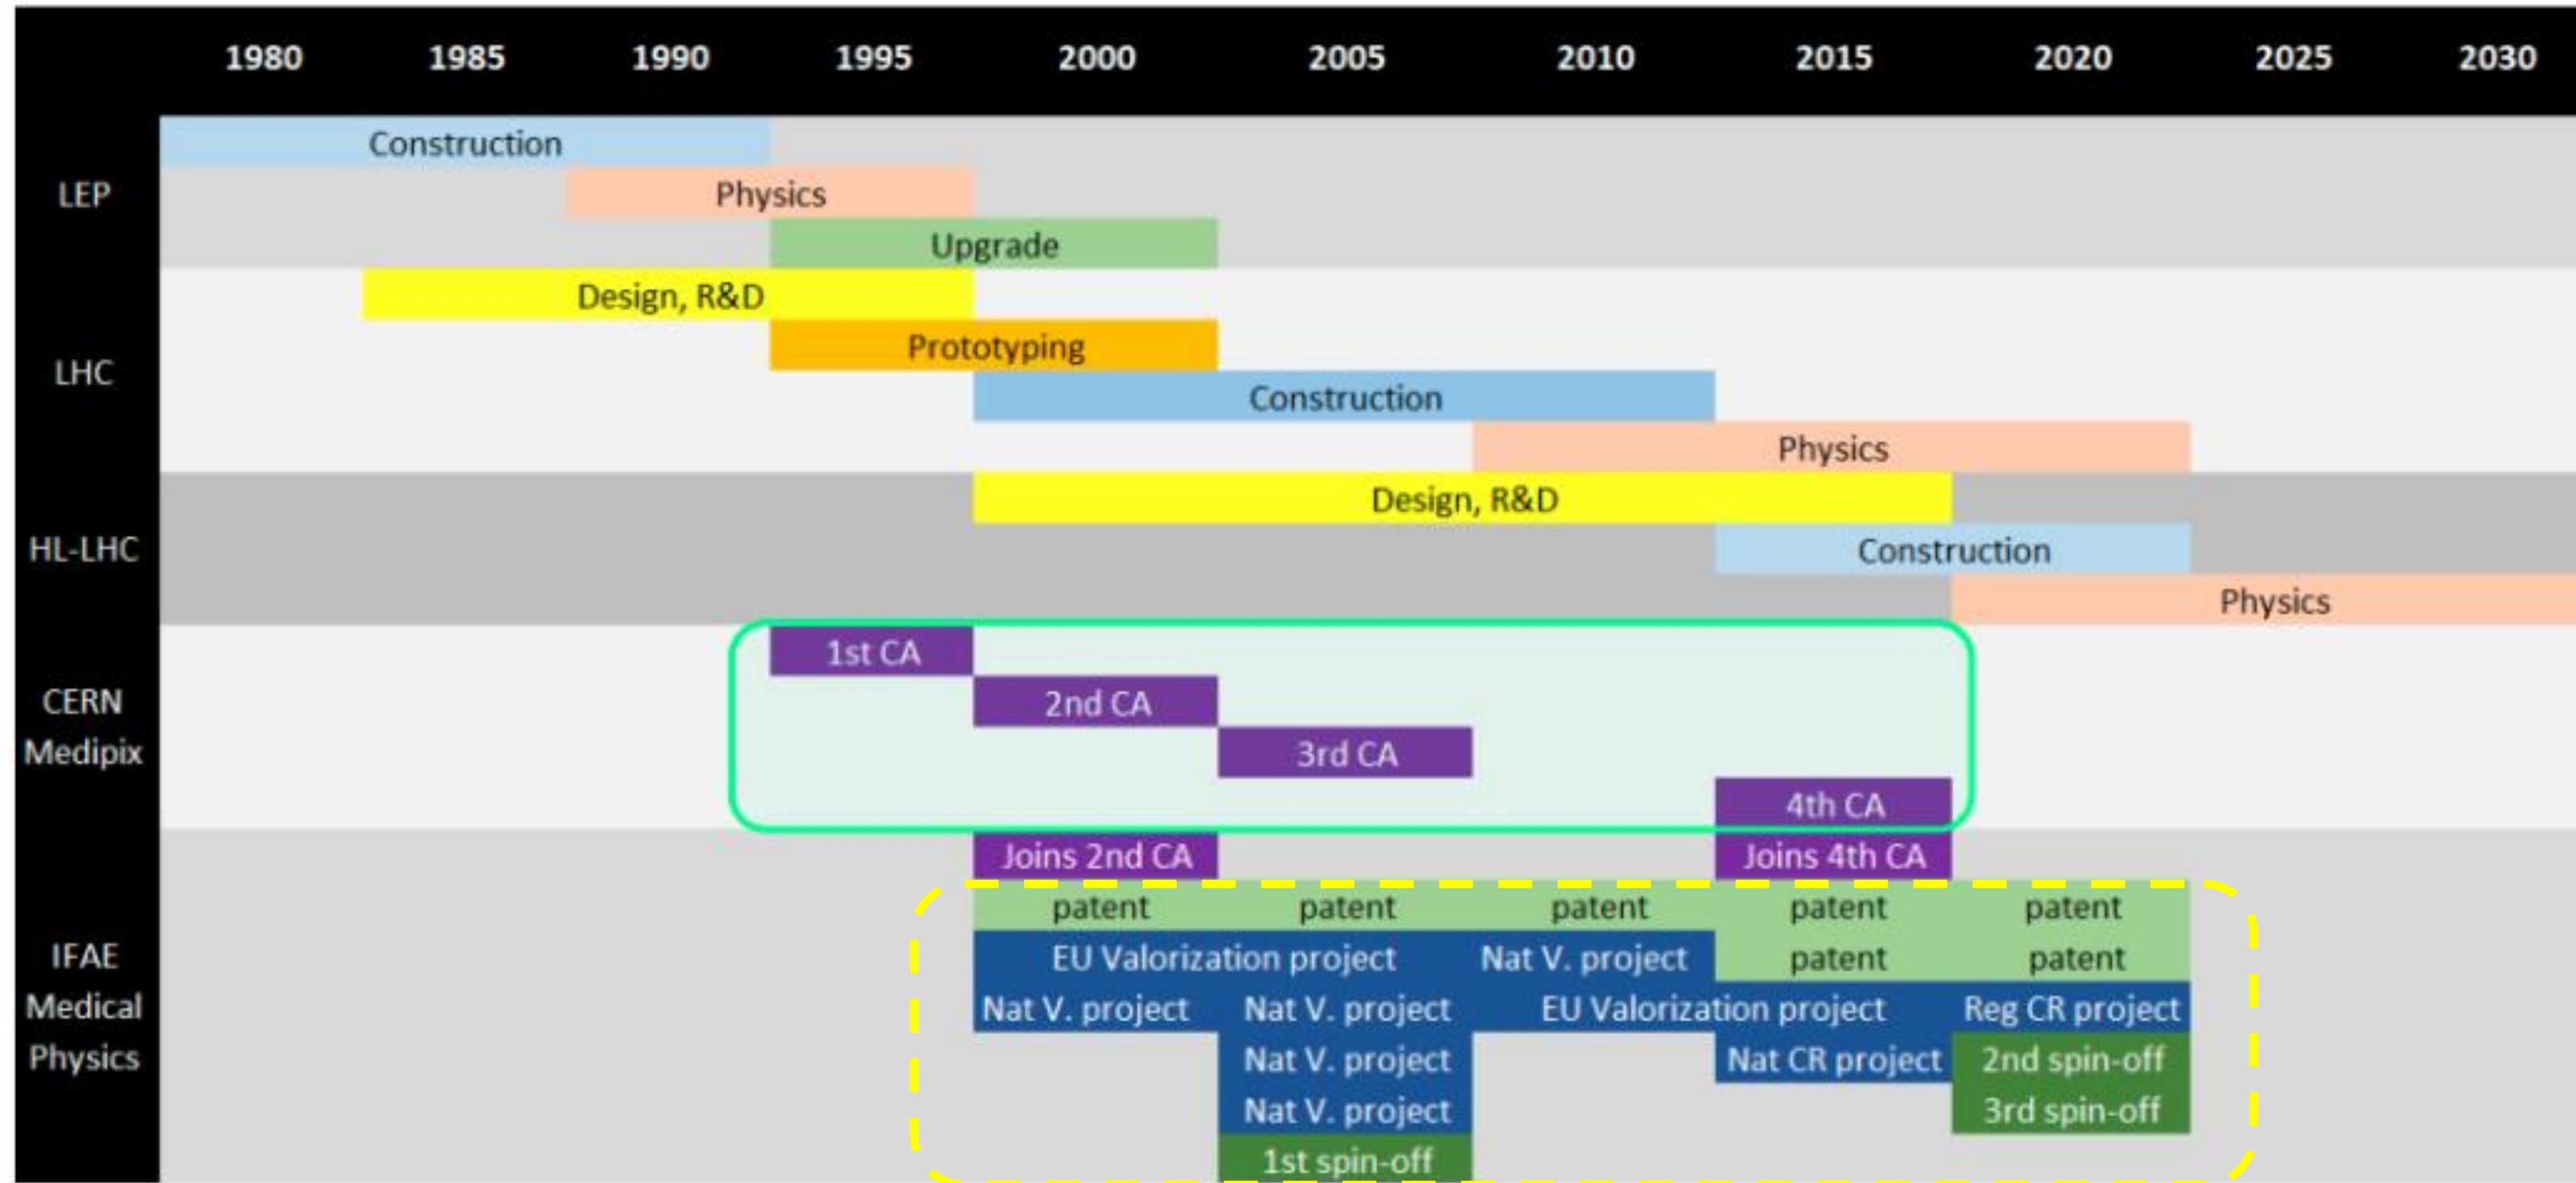 1980 1985 1990 1995 2000 2005 2010 2015 2020 2025 2030
Construction
LEP Physics
Upgrade
Design, R&D
Prototyping
LHC
Construction
Physics
Design, R&D
HL-LHC Construction
Physics
1st CA
CERN 2nd CA
Medipix 3rd CA
4th CA
Joins 2nd CA Joins 4th CA
patent patent patent patent patent
IFAE EU Valorization project Nat V. project patent patent
Medical Nat V. project Nat V. project EU Valorization project Reg CR project
Physics Nat V. project Nat CR project 2nd spin-off
Nat V. project 3rd spin-off
1st spin-off